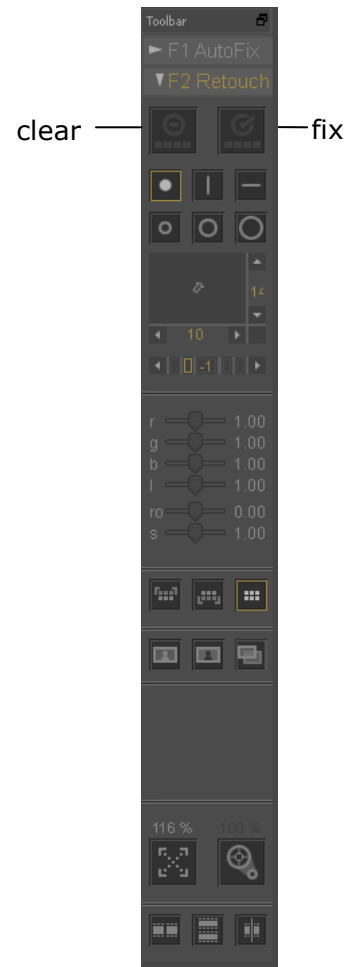 Toolbar
F1 AutoFix
F2 Retouch
clear
fix
14
10
-1
r 1.00
g 1.00
b 1.00
l 1.00
ro 0.00
s 1.00
116 % 100 %